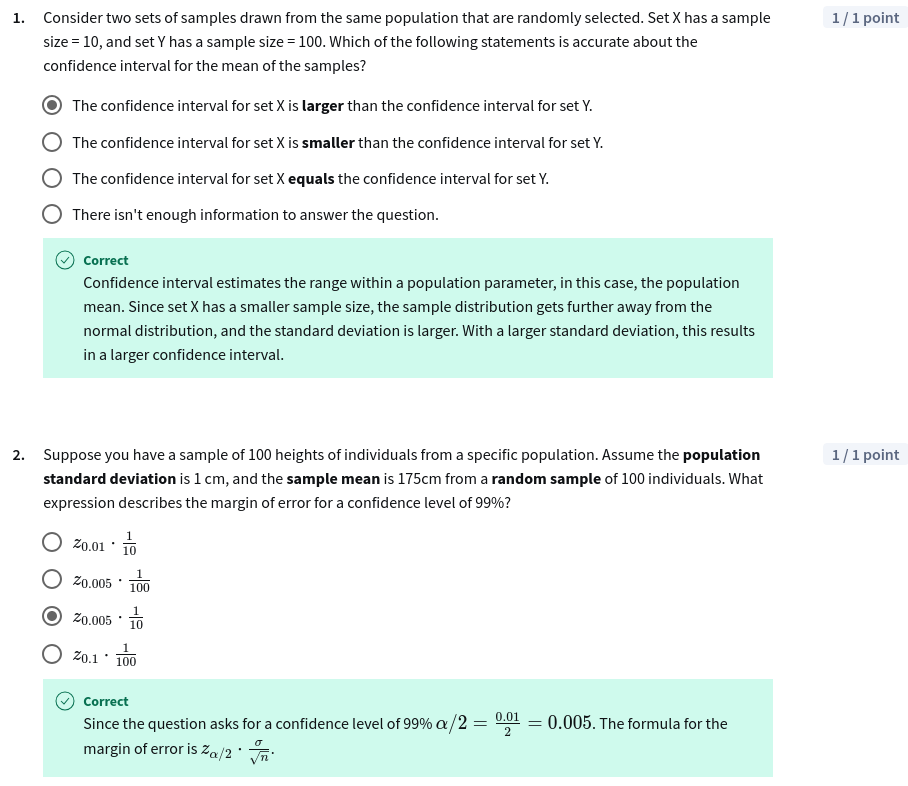 1. Consider two sets of samples drawn from the same population that are randomly selected. Set X has a sample 1 / 1 point
size = 10, and set Y has a sample size = 100. Which of the following statements is accurate about the
confidence interval for the mean of the samples?
The confidence interval for set X is larger than the confidence interval for set Y.
The confidence interval for set X is smaller than the confidence interval for set Y.
The confidence interval for set X equals the confidence interval for set Y.
There isn't enough information to answer the question.
Correct
Confidence interval estimates the range within a population parameter, in this case, the population
mean. Since set X has a smaller sample size, the sample distribution gets further away from the
normal distribution, and the standard deviation is larger. With a larger standard deviation, this results
in a larger confidence interval.
2. Suppose you have a sample of 100 heights of individuals from a specific population. Assume the population 1 / 1 point
standard deviation is 1 cm, and the sample mean is 175cm from a random sample of 100 individuals. What
expression describes the margin of error for a confidence level of 99%?
z_{0.01} · \frac{1}{10}
z_{0.005} · \frac{1}{100}
z_{0.005} · \frac{1}{10}
z_{0.1} · \frac{1}{100}
Correct
Since the question asks for a confidence level of 99% α/2 = \frac{0.01}{2} = 0.005. The formula for the
margin of error is z_{α/2} · \frac{σ}{\sqrt{n}}.